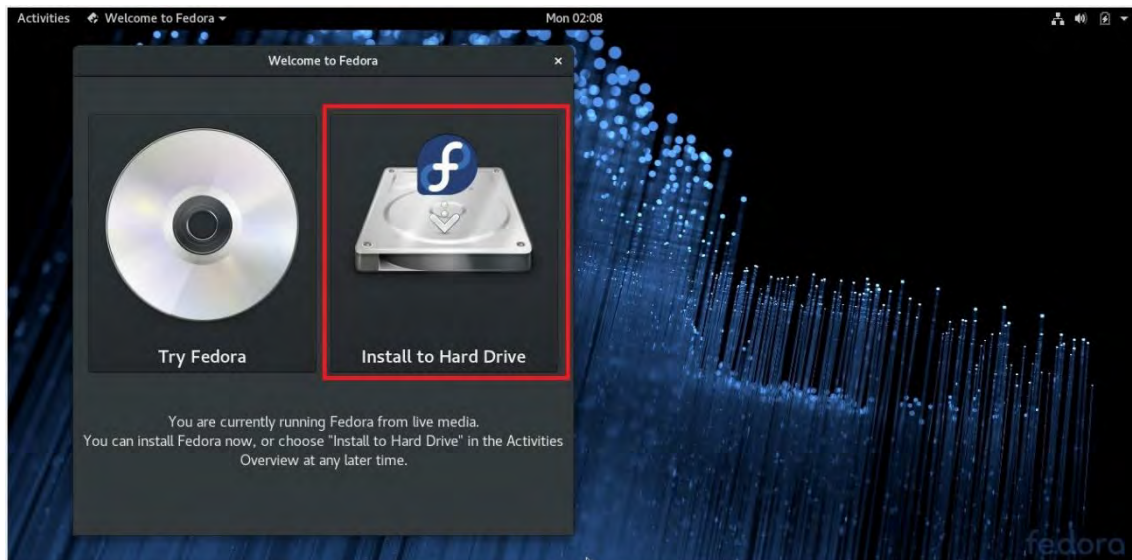 Activities Welcome to Fedora Mon 02:08
Welcome to Fedora ×
Try Fedora Install to Hard Drive
You are currently running Fedora from live media.
You can install Fedora now, or choose "Install to Hard Drive" in the Activities
Overview at any later time.
fedora